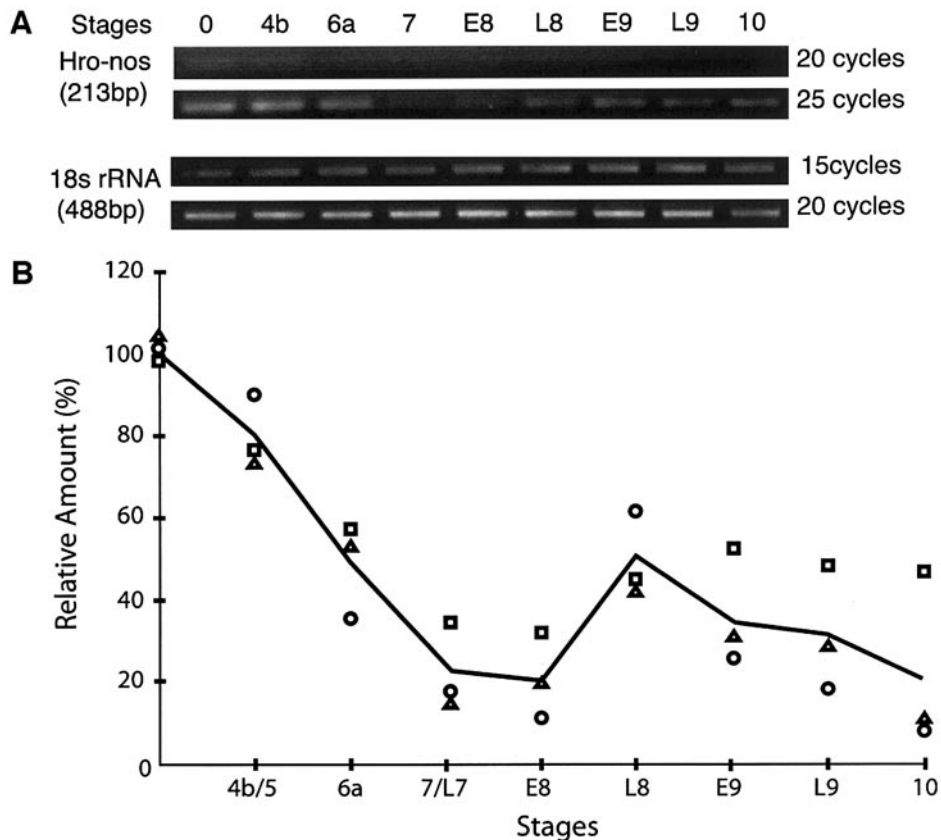 A
Stages 0 4b 6a 7 E8 L8 E9 L9 10
Hro-nos
(213bp)
20 cycles
25 cycles
18s rRNA
(488bp)
15cycles
20 cycles
B
Relative Amount (%)
120
100
80
60
40
20
0
4b/5 6a 7/L7 E8 L8 E9 L9 10
Stages